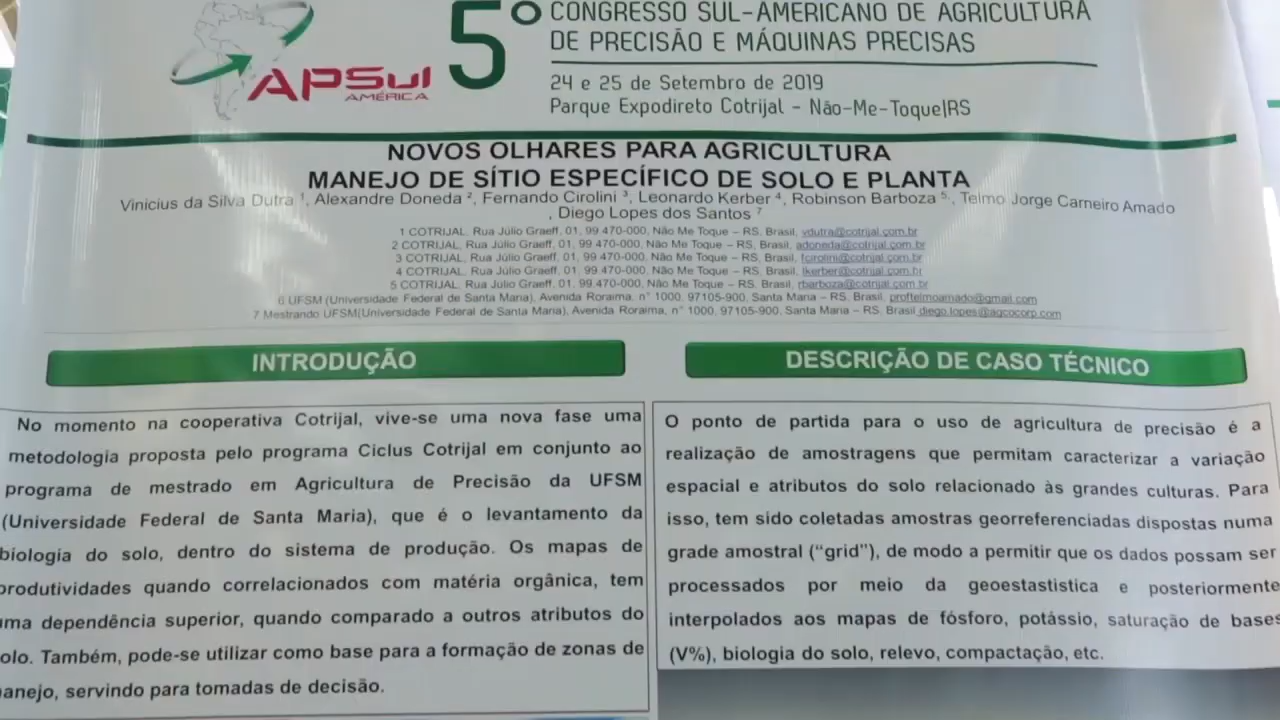 APSul
AMÉRICA
5º
CONGRESSO SUL-AMERICANO DE AGRICULTURA
DE PRECISÃO E MÁQUINAS PRECISAS
24 e 25 de Setembro de 2019
Parque Expodireto Cotrijal - Não-Me-Toque|RS
NOVOS OLHARES PARA AGRICULTURA
MANEJO DE SÍTIO ESPECÍFICO DE SOLO E PLANTA
Vinicius da Silva Dutra ¹, Alexandre Doneda ², Fernando Cirolini ³, Leonardo Kerber ⁴, Robinson Barboza ⁵, Telmo Jorge Carneiro Amado
, Diego Lopes dos Santos ⁷
1 COTRIJAL, Rua Júlio Graeff, 01, 99.470-000, Não Me Toque – RS, Brasil, vdutra@cotrijal.com.br
2 COTRIJAL, Rua Júlio Graeff, 01, 99.470-000, Não Me Toque – RS, Brasil, adoneda@cotrijal.com.br
3 COTRIJAL, Rua Júlio Graeff, 01, 99.470-000, Não Me Toque – RS, Brasil, fcirolini@cotrijal.com.br
4 COTRIJAL, Rua Júlio Graeff, 01, 99.470-000, Não Me Toque – RS, Brasil, lkerber@cotrijal.com.br
5 COTRIJAL, Rua Júlio Graeff, 01, 99.470-000, Não Me Toque – RS, Brasil, rbarboza@cotrijal.com.br
6 UFSM (Universidade Federal de Santa Maria), Avenida Roraima, n° 1000, 97105-900, Santa Maria – RS, Brasil, proftelmoamado@gmail.com
7 Mestrando UFSM(Universidade Federal de Santa Maria), Avenida Roraima, n° 1000, 97105-900, Santa Maria – RS, Brasil diego.lopes@agcocorp.com
INTRODUÇÃO
No momento na cooperativa Cotrijal, vive-se uma nova fase uma
metodologia proposta pelo programa Ciclus Cotrijal em conjunto ao
programa de mestrado em Agricultura de Precisão da UFSM
(Universidade Federal de Santa Maria), que é o levantamento da
biologia do solo, dentro do sistema de produção. Os mapas de
produtividades quando correlacionados com matéria orgânica, tem
uma dependência superior, quando comparado a outros atributos do
olo. Também, pode-se utilizar como base para a formação de zonas de
anejo, servindo para tomadas de decisão.
DESCRIÇÃO DE CASO TÉCNICO
O ponto de partida para o uso de agricultura de precisão é a
realização de amostragens que permitam caracterizar a variação
espacial e atributos do solo relacionado às grandes culturas. Para
isso, tem sido coletadas amostras georreferenciadas dispostas numa
grade amostral (“grid”), de modo a permitir que os dados possam ser
processados por meio da geoestastística e posteriormente
interpolados aos mapas de fósforo, potássio, saturação de bases
(V%), biologia do solo, relevo, compactação, etc.